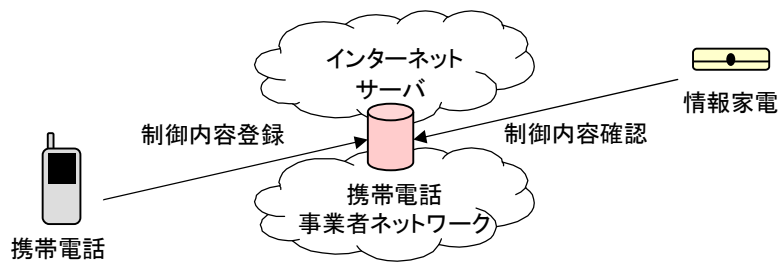 インターネット
サーバ
情報家電
制御内容登録
制御内容確認
携帯電話
事業者ネットワーク
携帯電話